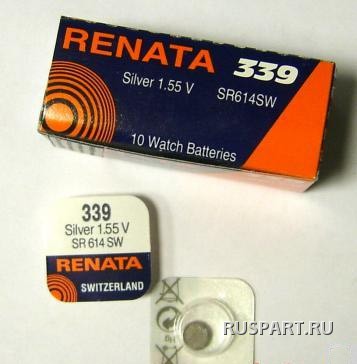 RENATA 339
Silver 1.55 V SR614SW
10 Watch Batteries
339
Silver 1.55 V
SR 614 SW
RENATA
SWITZERLAND
Hg
RUSPART.RU